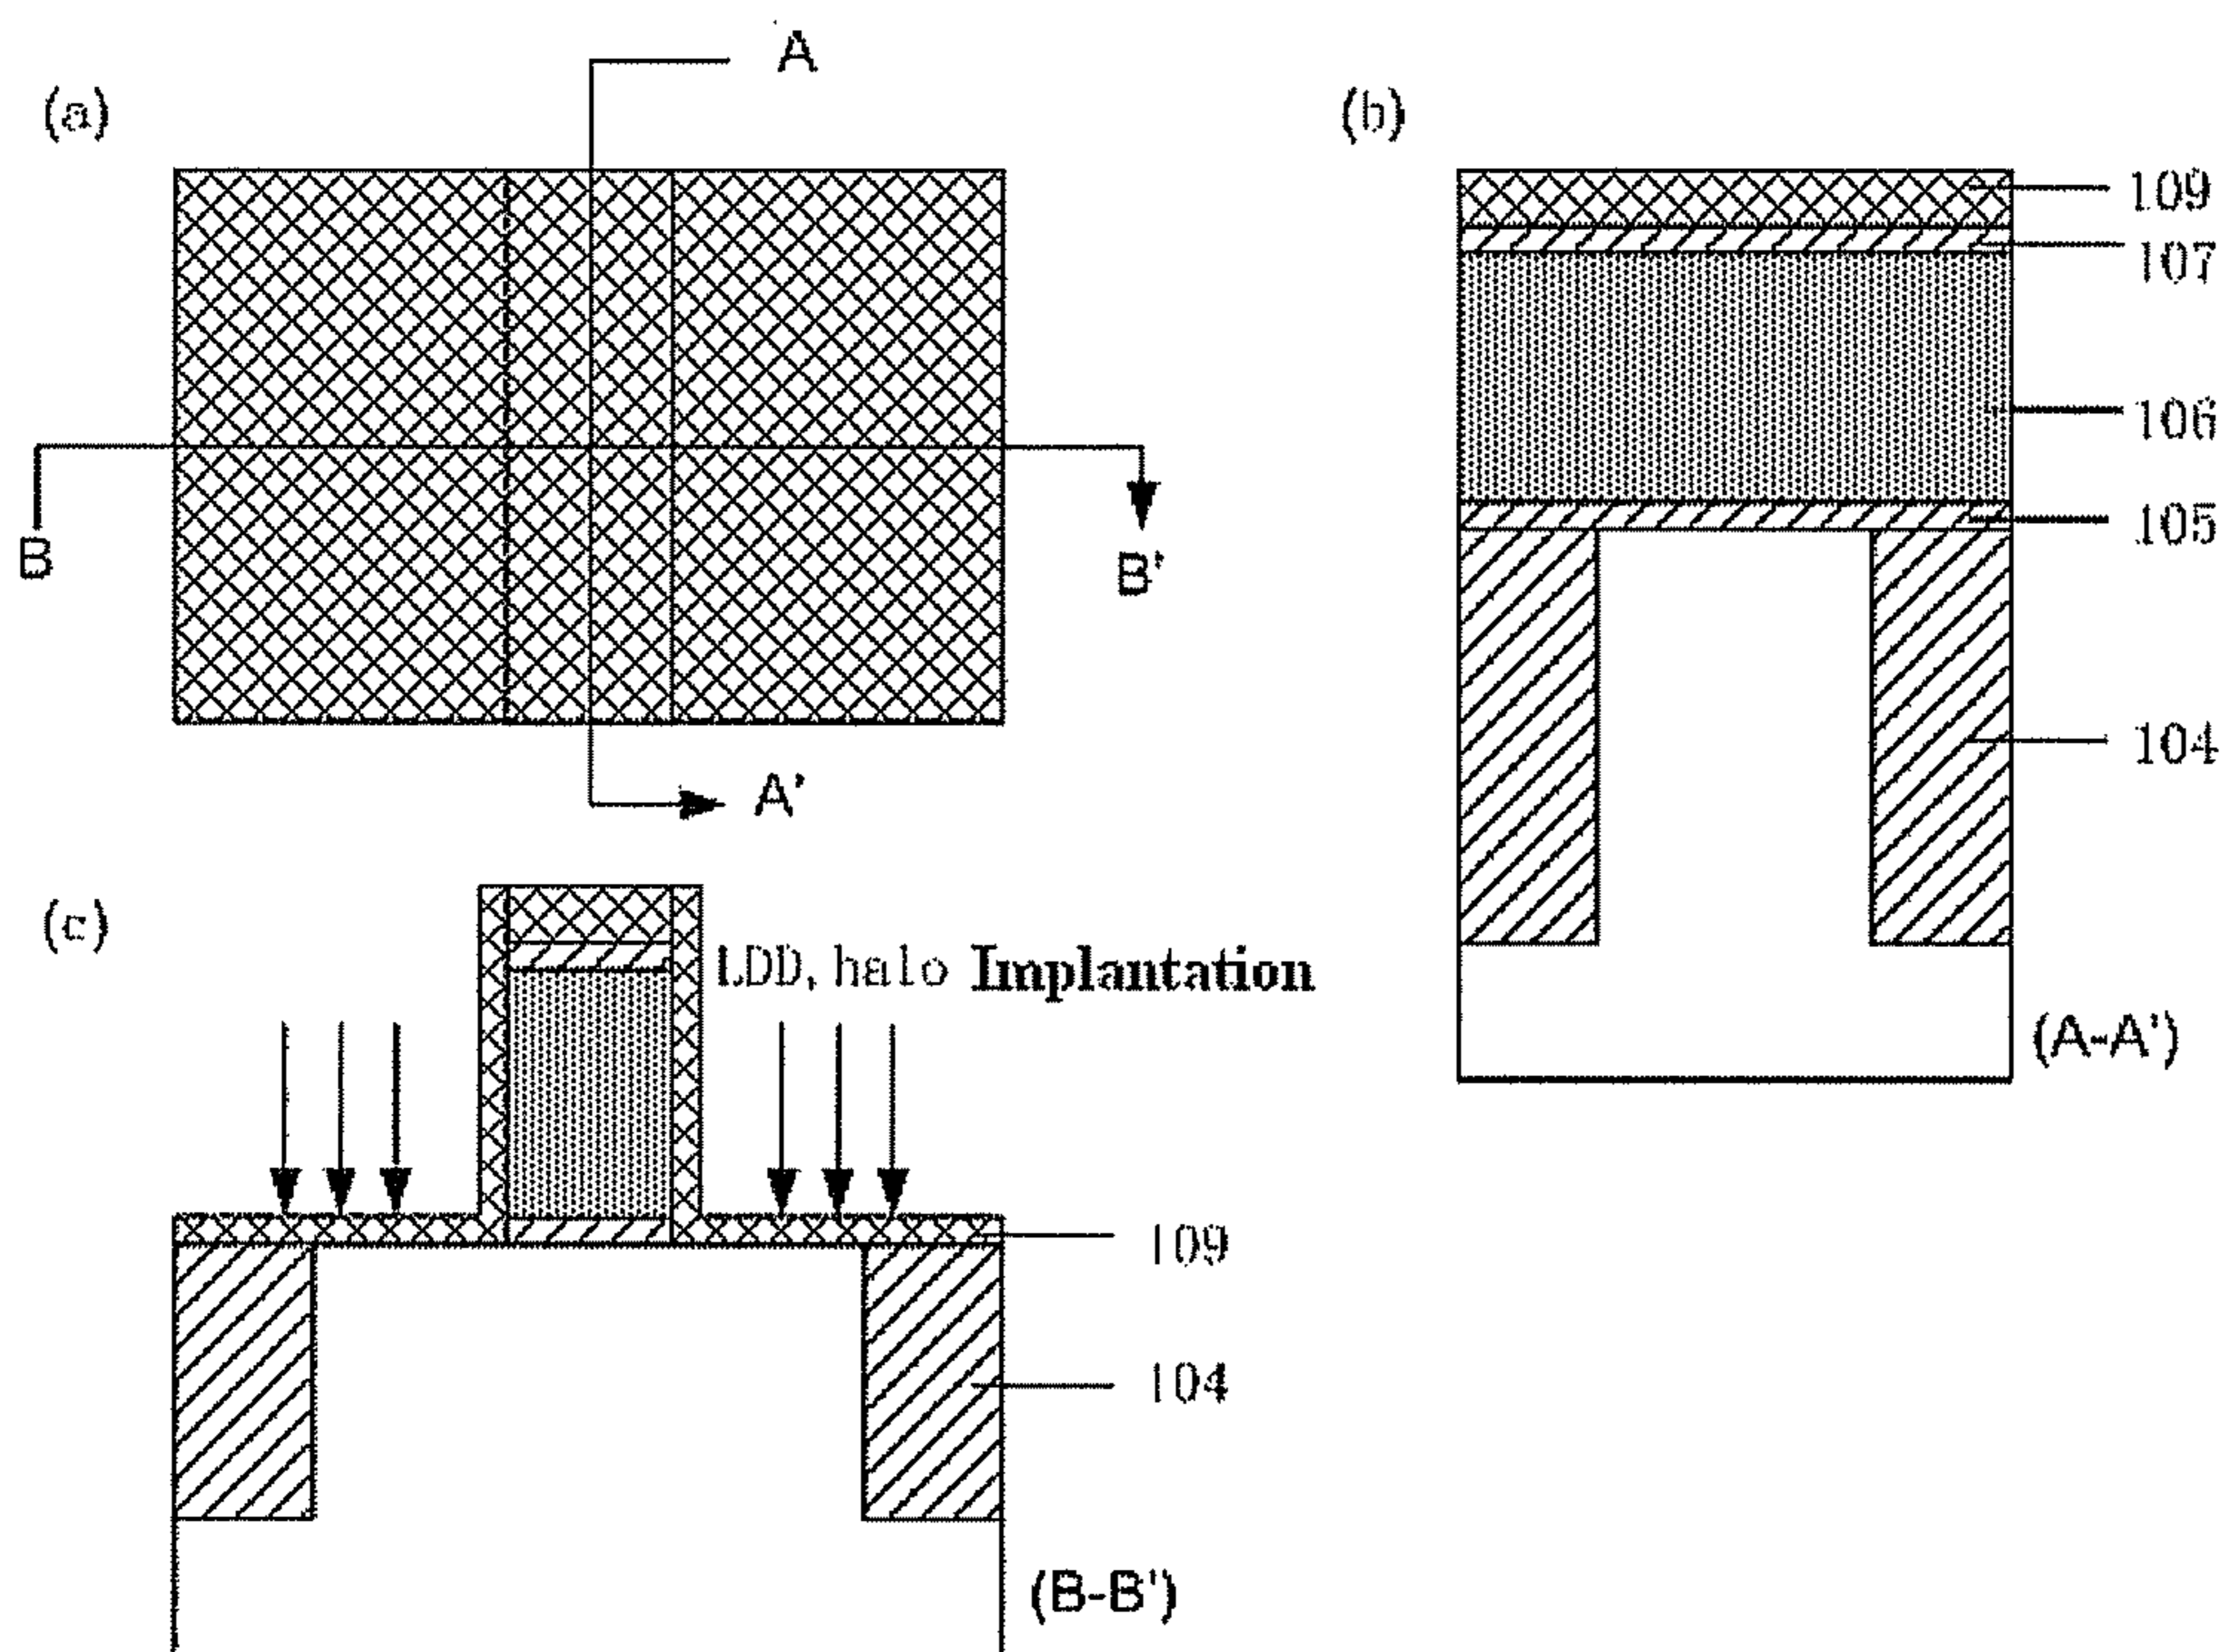 (a)
A
B
B'
A'
(b)
109
107
106
105
104
(A-A')
(c)
LDD, halo Implantation
109
104
(B-B')